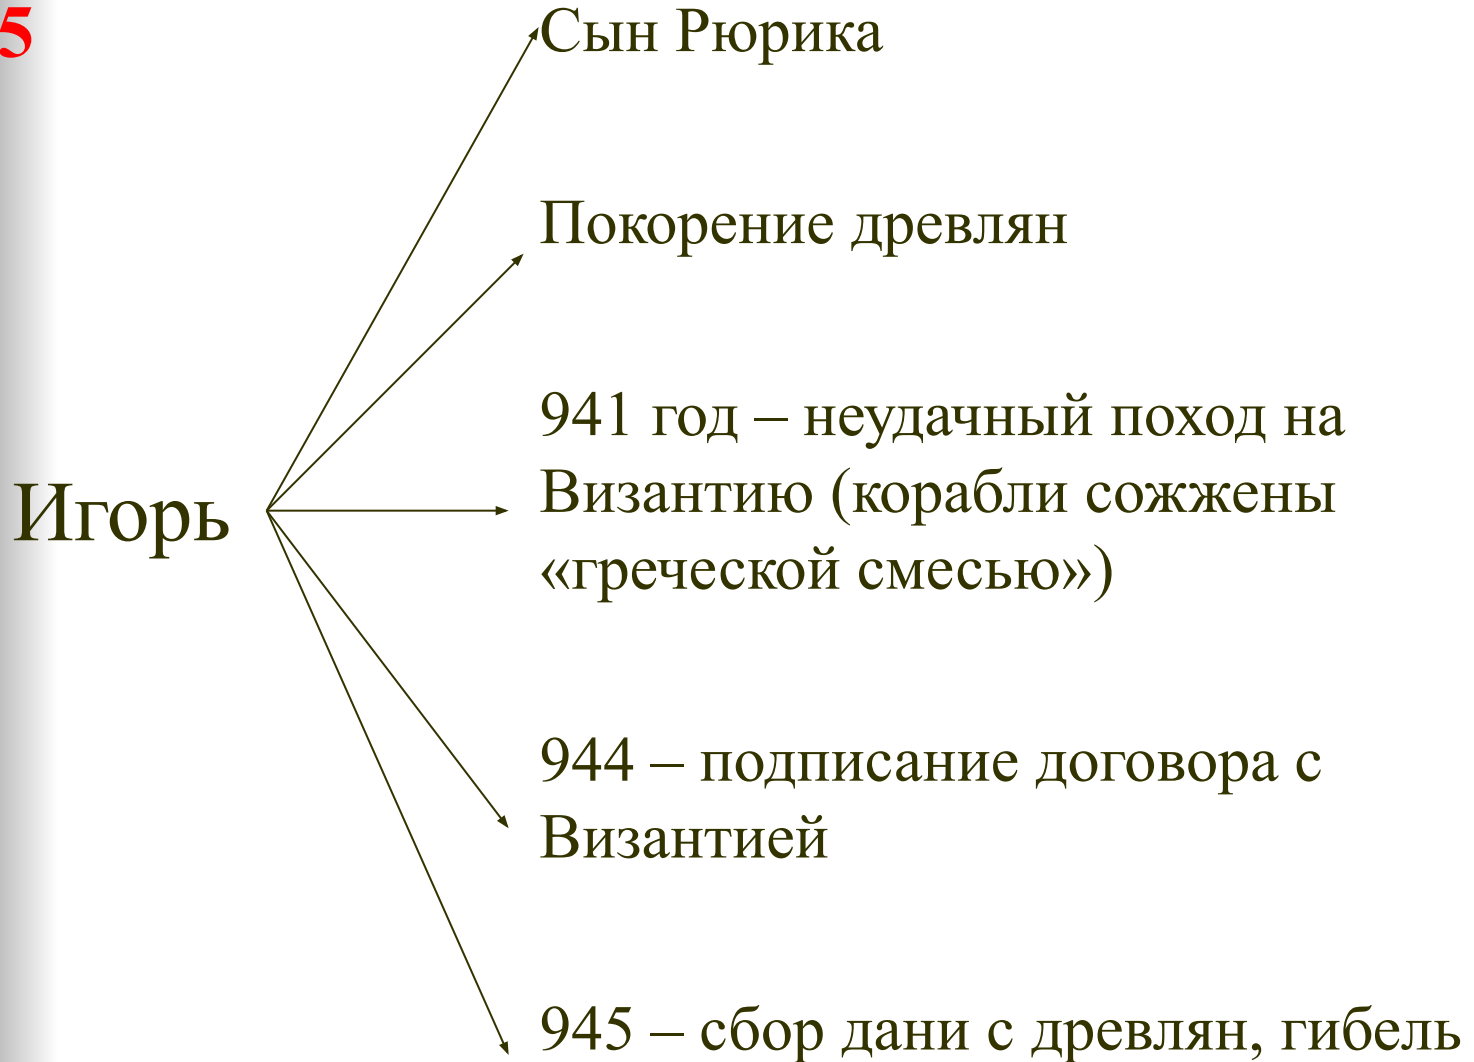 5
Сын Рюрика
Покорение древлян
941 год – неудачный поход на
Византию (корабли сожжены
«греческой смесью»)
Игорь
944 – подписание договора с
Византией
945 – сбор дани с древлян, гибель